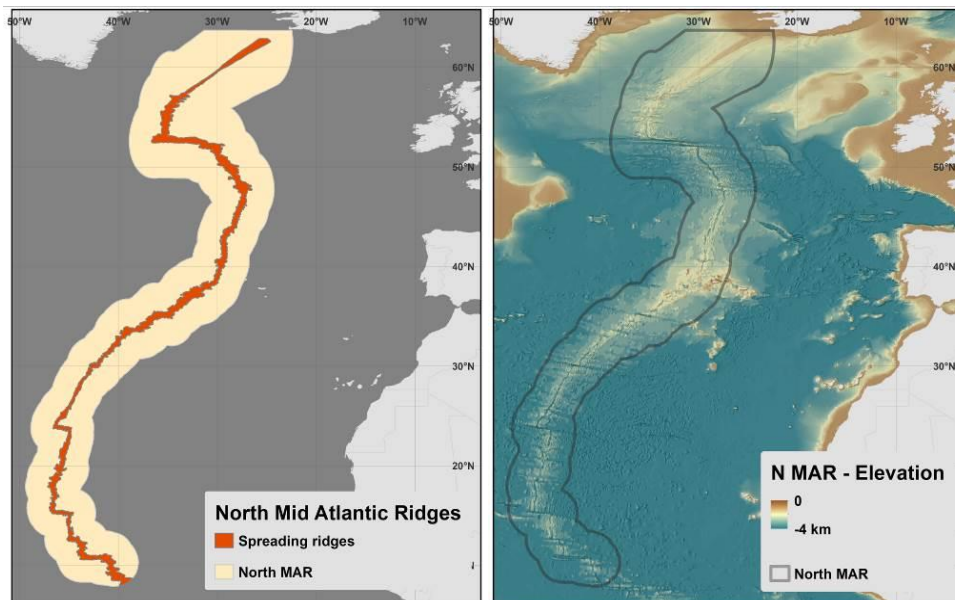 50°W 40°W 30°W 20°W 10°W
60°N
50°N
40°N
30°N
20°N
North Mid Atlantic Ridges
Spreading ridges
North MAR
50°W 40°W 30°W 20°W 10°W
60°N
50°N
40°N
30°N
N MAR - Elevation
0
-4 km
North MAR